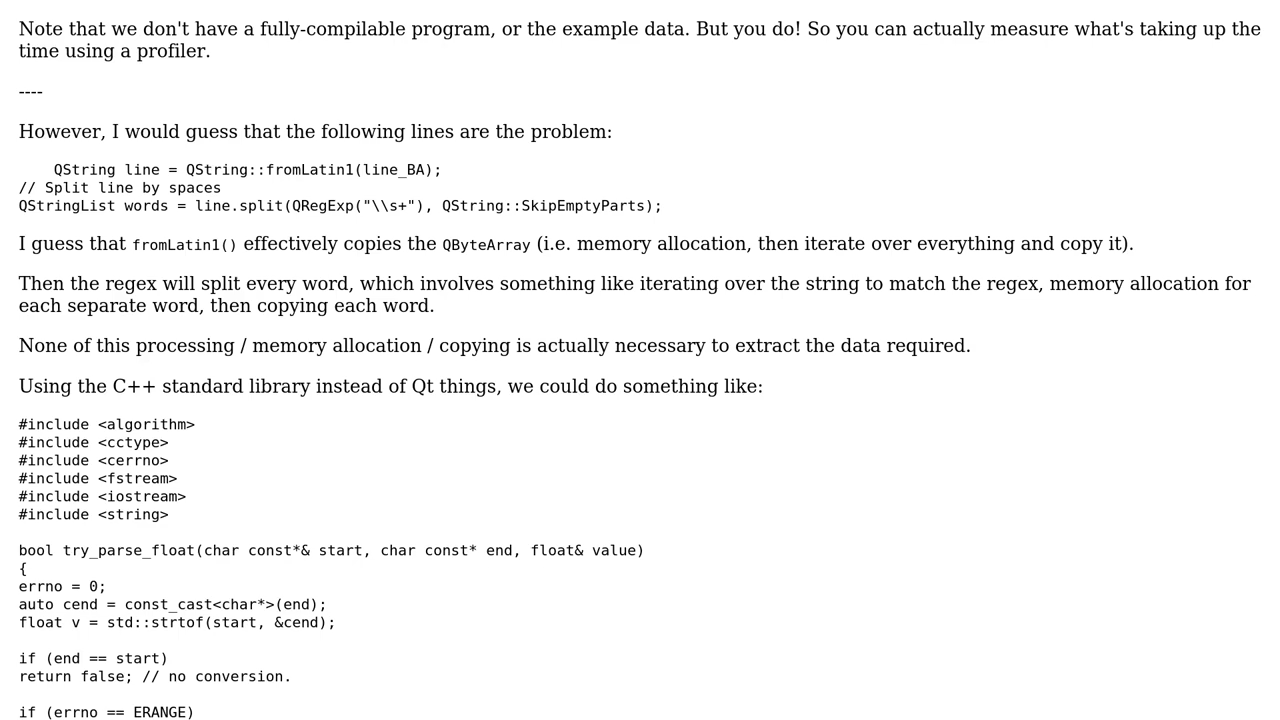 Note that we don't have a fully-compilable program, or the example data. But you do! So you can actually measure what's taking up the
time using a profiler.
----
However, I would guess that the following lines are the problem:
    QString line = QString::fromLatin1(line_BA);
// Split line by spaces
QStringList words = line.split(QRegExp("\\s+"), QString::SkipEmptyParts);
I guess that fromLatin1() effectively copies the QByteArray (i.e. memory allocation, then iterate over everything and copy it).
Then the regex will split every word, which involves something like iterating over the string to match the regex, memory allocation for
each separate word, then copying each word.
None of this processing / memory allocation / copying is actually necessary to extract the data required.
Using the C++ standard library instead of Qt things, we could do something like:
#include <algorithm>
#include <cctype>
#include <cerrno>
#include <fstream>
#include <iostream>
#include <string>
bool try_parse_float(char const*& start, char const* end, float& value)
{
errno = 0;
auto cend = const_cast<char*>(end);
float v = std::strtof(start, &cend);
if (end == start)
return false; // no conversion.
if (errno == ERANGE)